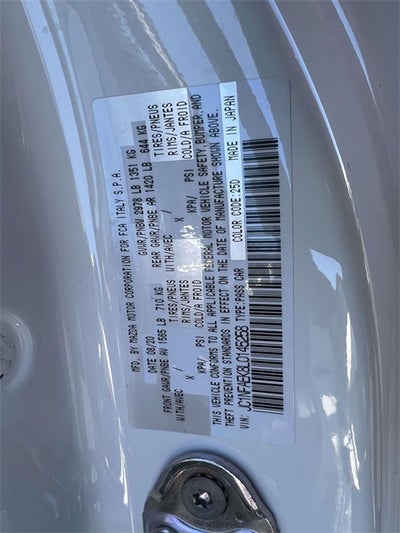 MFD. BY MAZDA MOTOR CORPORATION FOR FCA ITALY S.P.A.
DATE 08/20 GVWR/PNBV 2978 LB 1351 KG
FRONT GAWR/PNBE AV 1565 LB 710 KG REAR GAWR/PNBE AR 1420 LB 644 KG
WITH/AVEC / TIRES/PNEUS WITH/AVEC / TIRES/PNEUS
X RIMS/JANTES X RIMS/JANTES
KPA/ PSI COLD/A FROID KPA/ PSI COLD/A FROID
THIS VEHICLE CONFORMS TO ALL APPLICABLE FEDERAL MOTOR VEHICLE SAFETY, BUMPER, AND
THEFT PREVENTION STANDARDS IN EFFECT ON THE DATE OF MANUFACTURE SHOWN ABOVE.
TYPE:PASS CAR COLOR CODE:25D MADE IN JAPAN